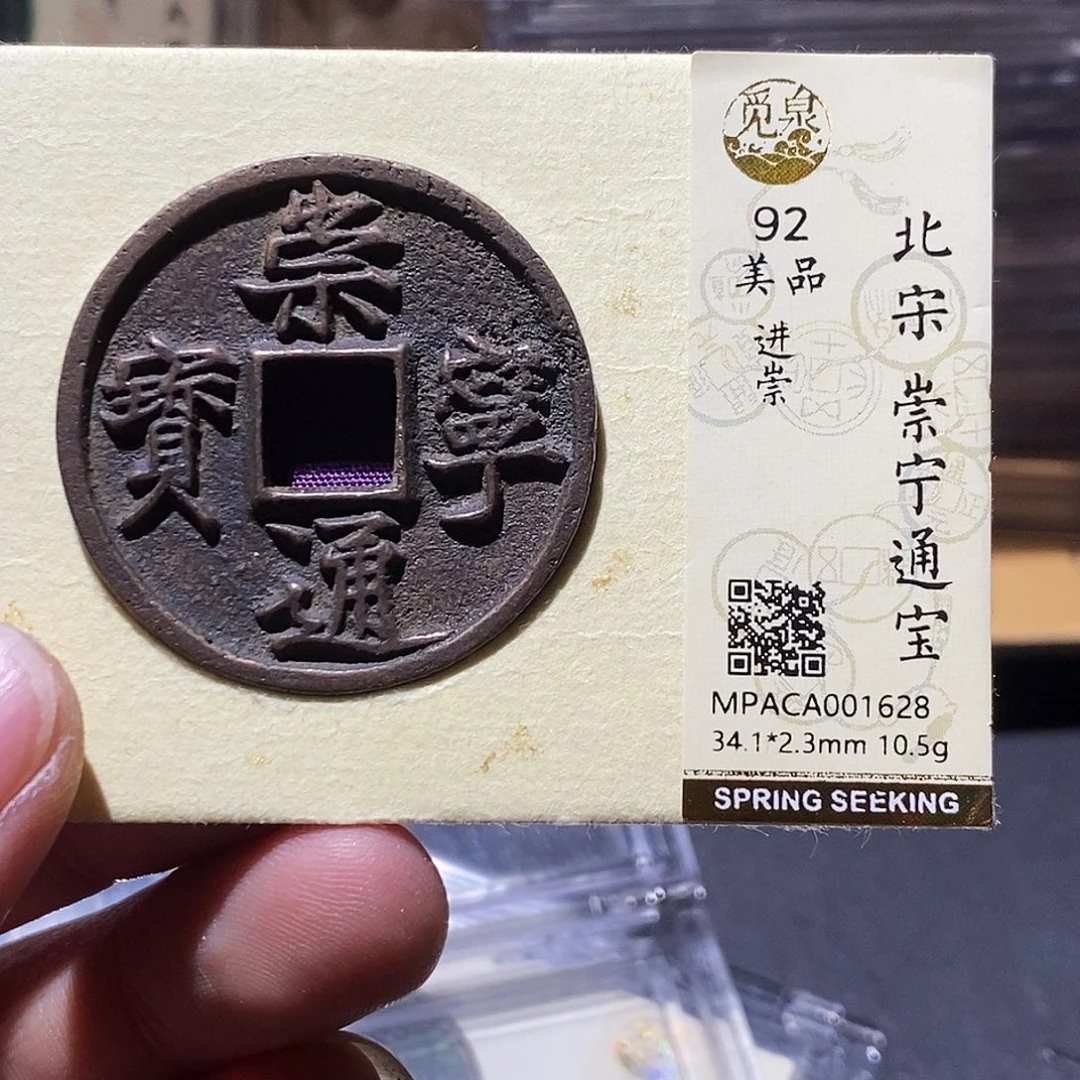 崇
寧
通
寶
觅泉
92
美品
进崇
北宋 崇宁通宝
MPACA001628
34.1*2.3mm 10.5g
SPRING SEEKING